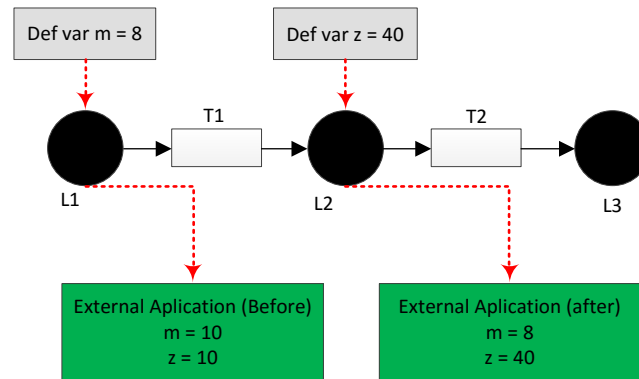 Def var m = 8
Def var z = 40
T1
T2
L1
L2
L3
External Aplication (Before)
m = 10
z = 10
External Aplication (after)
m = 8
z = 40